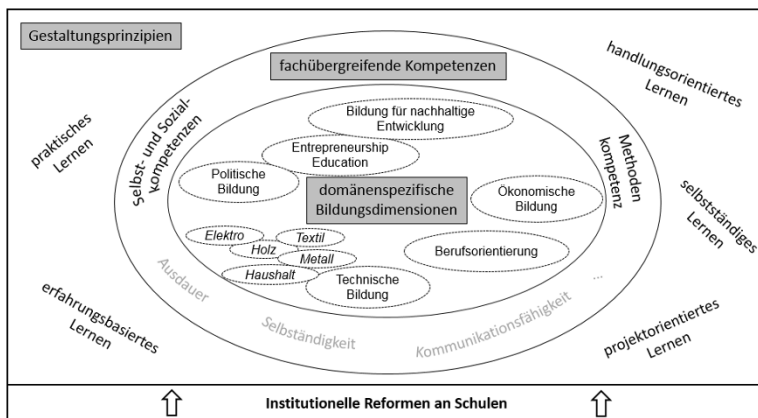 Gestaltungsprinzipien
fachübergreifende Kompetenzen
handlungsorientiertes
Lernen
praktisches
Lernen
Selbst- und Sozial-
Kompetenzen
Bildung für nachhaltige
Entwicklung
Methoden
kompetenz
Entrepreneurship
Education
Politische
Bildung
domänenspezifische
Bildungsdimensionen
Ökonomische
Bildung
selbstständiges
Lernen
Elektro
Textil
Holz
Metall
Haushalt
Berufsorientierung
Technische
Bildung
Ausdauer
Selbständigkeit
Kommunikationsfähigkeit
...
erfahrungsbasiertes
Lernen
projektorientiertes
Lernen
Institutionelle Reformen an Schulen